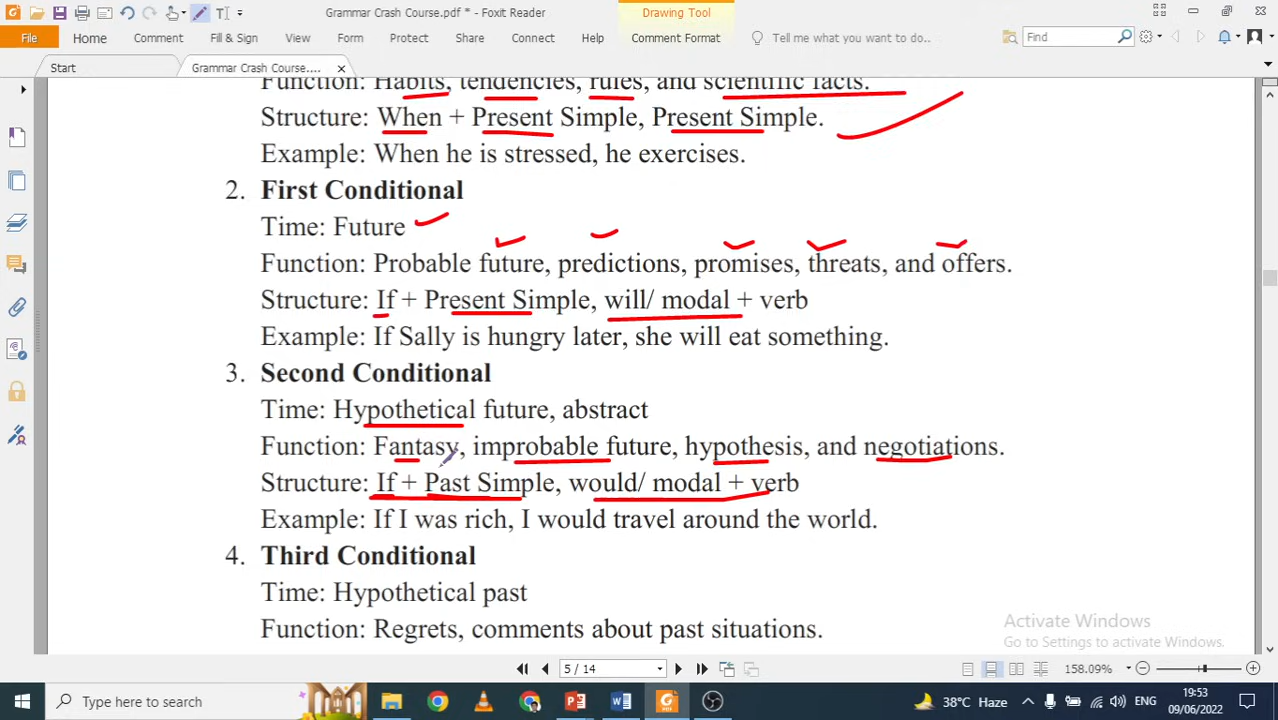 Grammar Crash Course.pdf * - Foxit Reader
Drawing Tool
File Home Comment Fill & Sign View Form Protect Share Connect Help Comment Format Tell me what you want to do.. Find
Start Grammar Crash Course....
Function: Habits, tendencies, rules, and scientific facts.
Structure: When + Present Simple, Present Simple.
Example: When he is stressed, he exercises.
2. First Conditional
Time: Future
Function: Probable future, predictions, promises, threats, and offers.
Structure: If + Present Simple, will/ modal + verb
Example: If Sally is hungry later, she will eat something.
3. Second Conditional
Time: Hypothetical future, abstract
Function: Fantasy, improbable future, hypothesis, and negotiations.
Structure: If + Past Simple, would/ modal + verb
Example: If I was rich, I would travel around the world.
4. Third Conditional
Time: Hypothetical past
Function: Regrets, comments about past situations.
Activate Windows
Go to Settings to activate Windows.
5 / 14 158.09%
Type here to search 38°C Haze ENG 19:53
09/06/2022